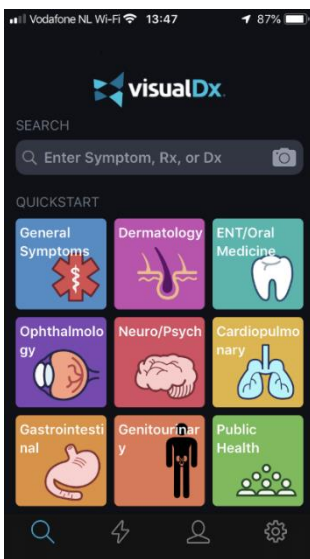 Vodafone NL Wi-Fi 13:47 87%
visualDx.
SEARCH
Enter Symptom, Rx, or Dx
QUICKSTART
General
Symptoms
Dermatology
ENT/Oral
Medicine
Ophthalmolo
gy
Neuro/Psych
Cardiopulmo
nary
Gastrointesti
nal
Genitourinar
y
Public
Health